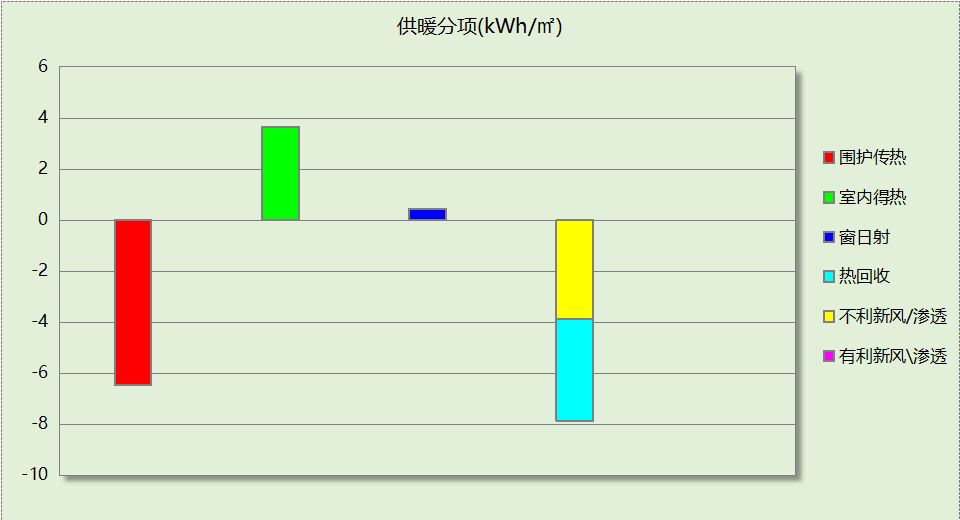 供暖分项(kWh/㎡)
6
4
2
0
-2
-4
-6
-8
-10
围护传热
室内得热
窗日射
热回收
不利新风/渗透
有利新风\渗透